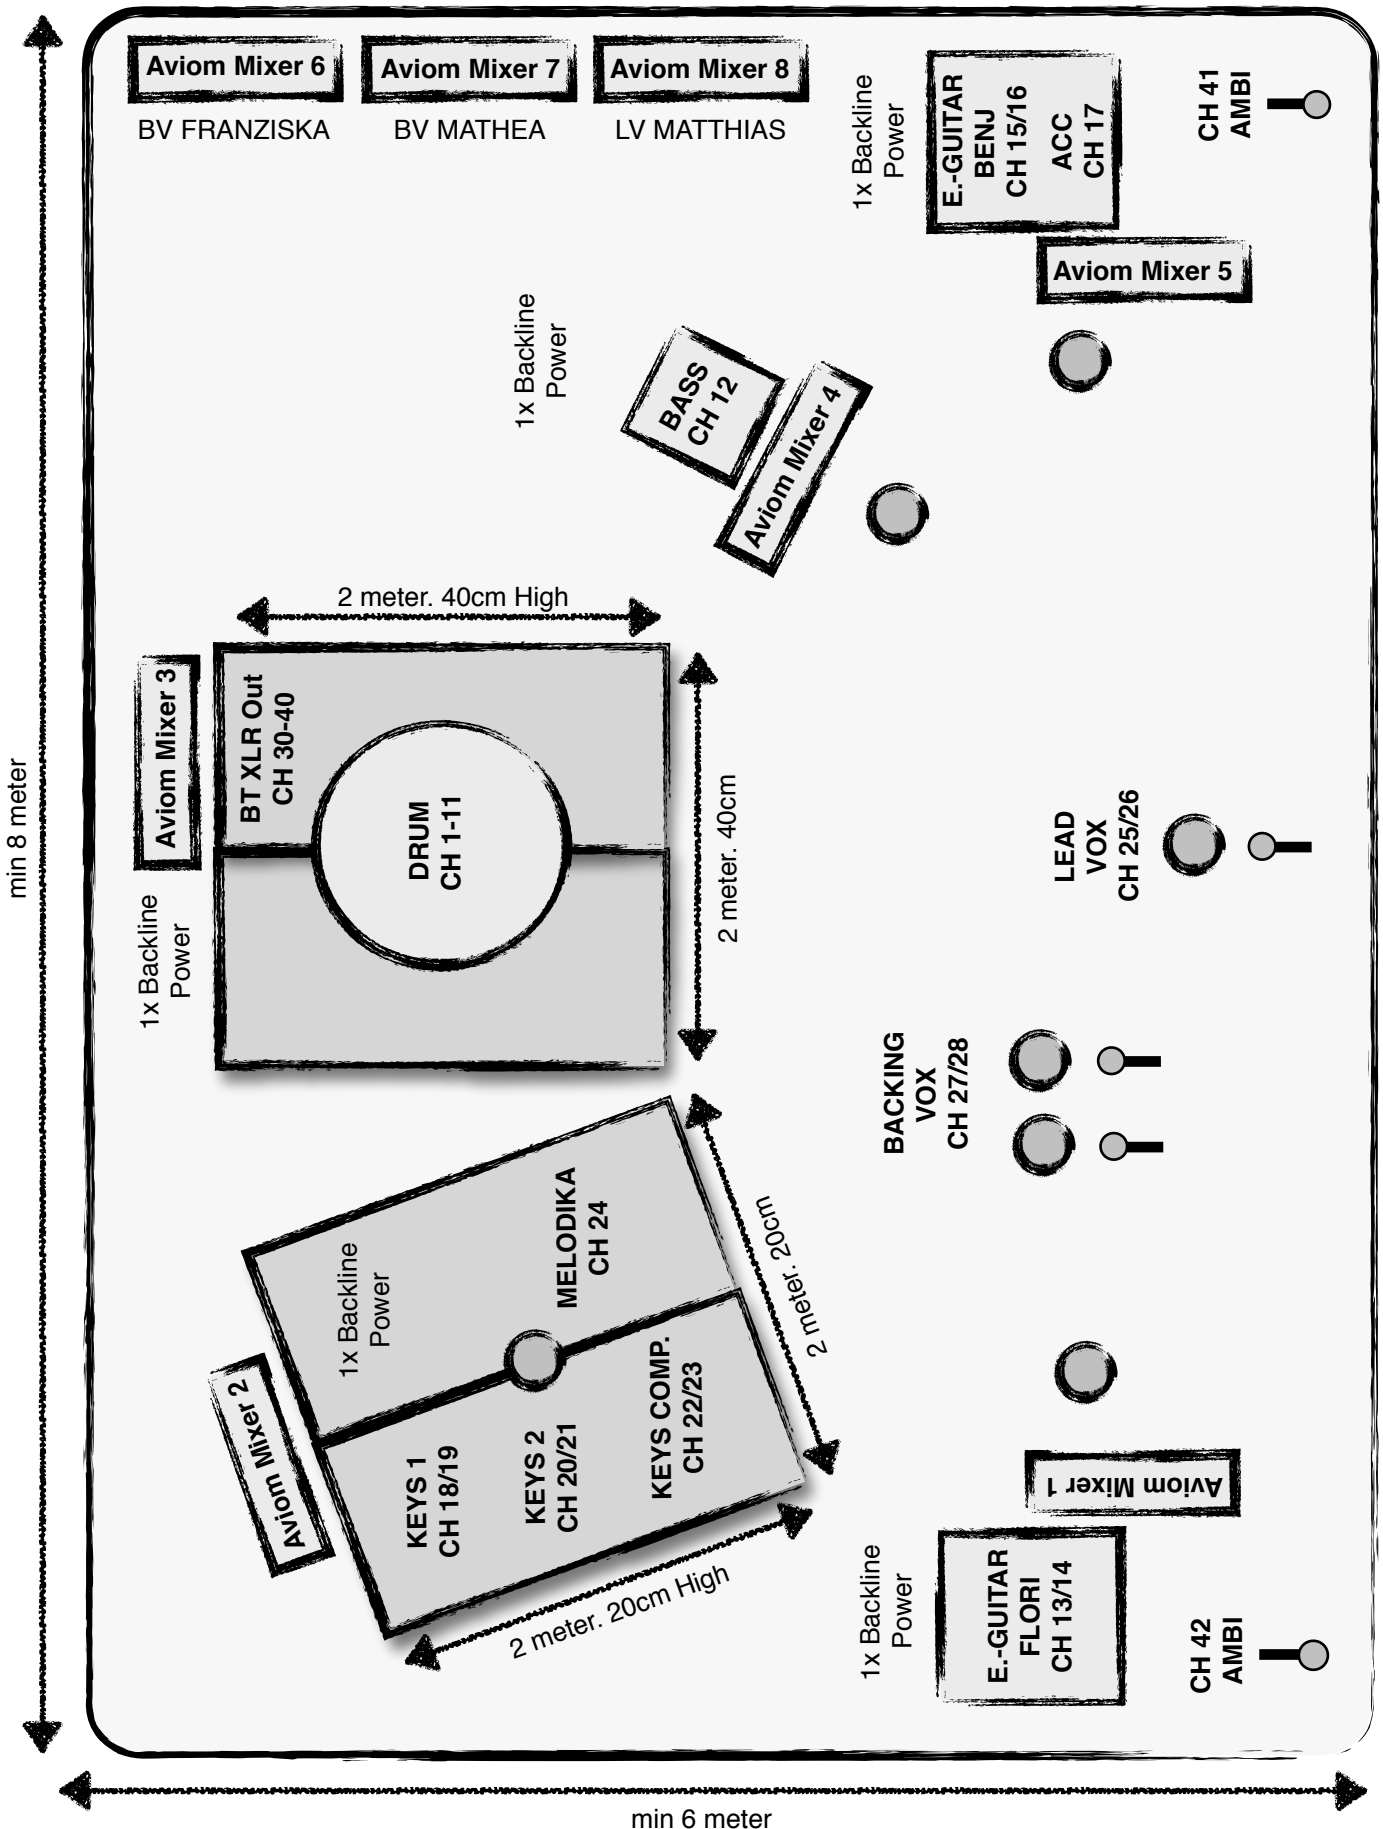 Aviom Mixer 6
BV FRANZISKA
Aviom Mixer 7
BV MATHEA
Aviom Mixer 8
LV MATTHIAS
1x Backline
Power
E.-GUITAR
BENJ
CH 15/16
ACC
CH 17
CH 41
AMBI
Aviom Mixer 5
1x Backline
Power
BASS
CH 12
Aviom Mixer 4
2 meter. 40cm High
Aviom Mixer 3
BT XLR Out
CH 30-40
DRUM
CH 1-11
2 meter. 40cm
1x Backline
Power
min 8 meter
LEAD
VOX
CH 25/26
BACKING
VOX
CH 27/28
1x Backline
Power
MELODIKA
CH 24
2 meter. 20cm
Aviom Mixer 2
KEYS 1
CH 18/19
KEYS 2
CH 20/21
KEYS COMP.
CH 22/23
2 meter. 20cm High
Aviom Mixer 1
1x Backline
Power
E.-GUITAR
FLORI
CH 13/14
CH 42
AMBI
min 6 meter